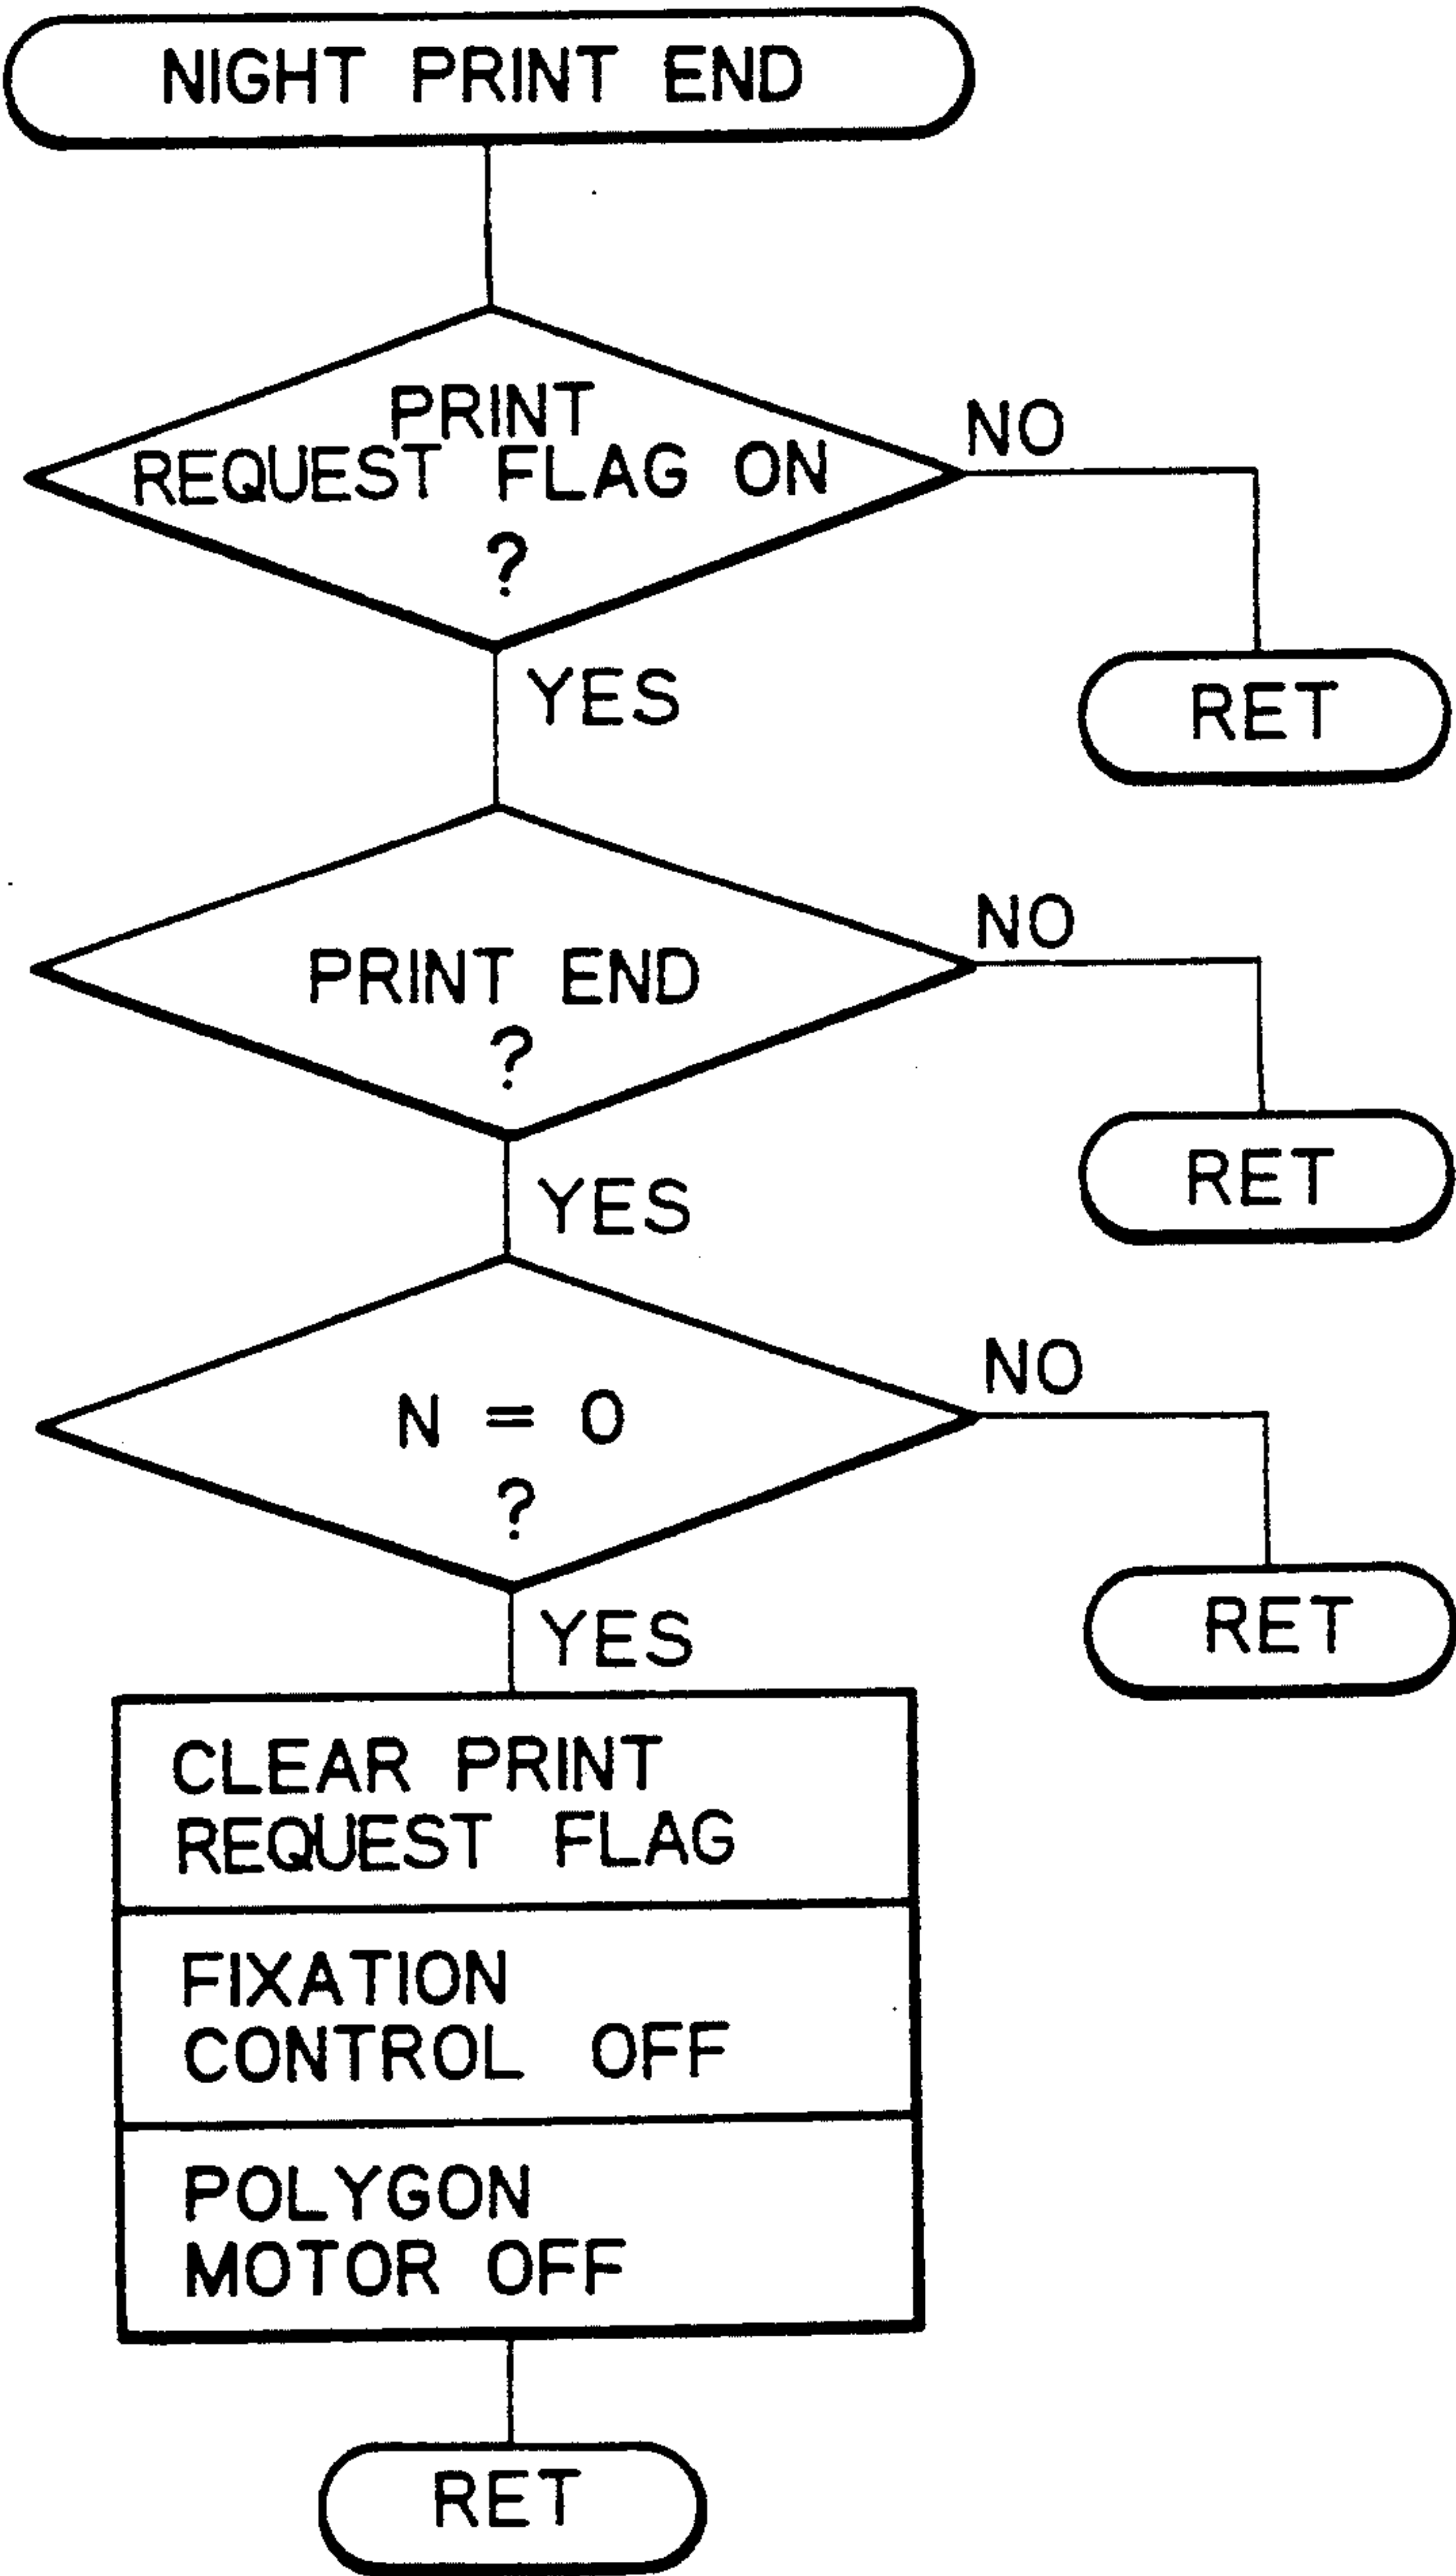 NIGHT PRINT END
PRINT
REQUEST FLAG ON
?
NO
RET
YES
PRINT END
?
NO
RET
YES
N = 0
?
NO
RET
YES
CLEAR PRINT
REQUEST FLAG
FIXATION
CONTROL OFF
POLYGON
MOTOR OFF
RET